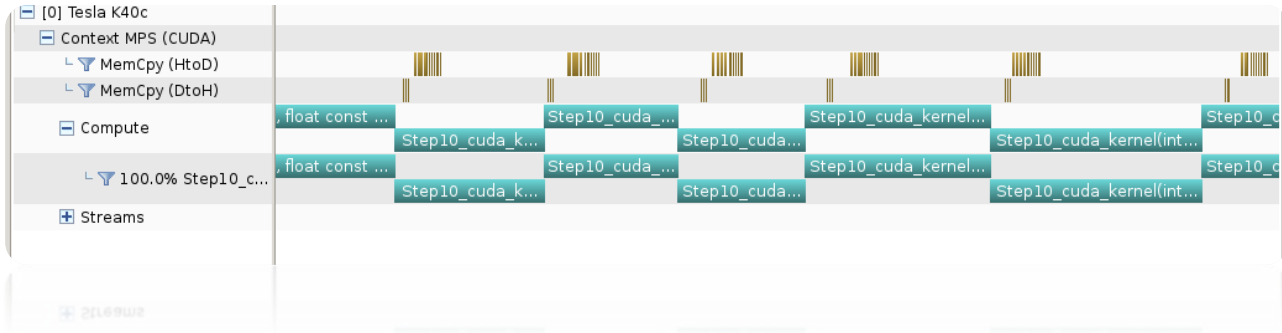 [0] Tesla K40c
Context MPS (CUDA)
MemCpy (HtoD)
MemCpy (DtoH)
, float const ... Step10_cuda_... Step10_cuda_kernel... Step10_c
Compute
Step10_cuda_k... Step10_cuda... Step10_cuda_kernel(int...
, float const ... Step10_cuda_... Step10_cuda_kernel... Step10_c
100.0% Step10_c...
Step10_cuda_k... Step10_cuda... Step10_cuda_kernel(int...
Streams
Streams